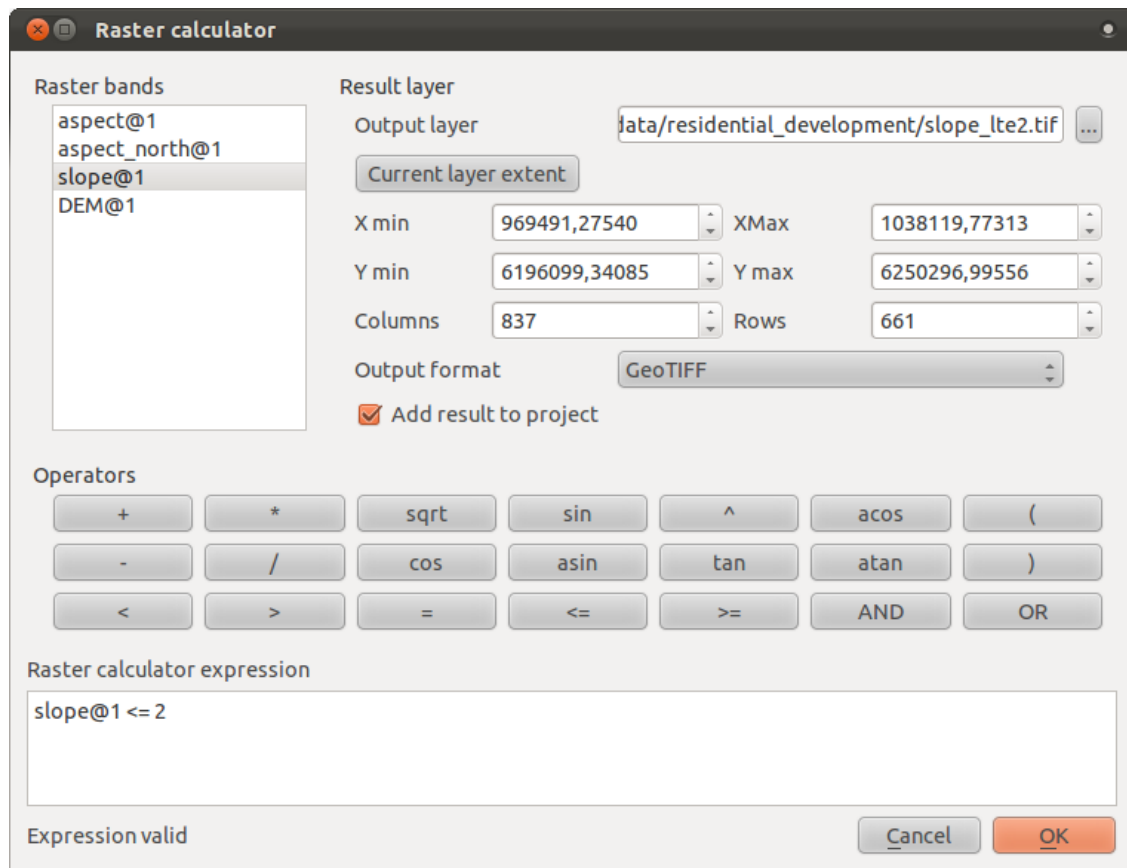 Raster calculator
Raster bands
aspect@1
aspect_north@1
slope@1
DEM@1
Result layer
Output layer data/residential_development/slope_lte2.tif ...
Current layer extent
X min 969491,27540 XMax 1038119,77313
Y min 6196099,34085 Y max 6250296,99556
Columns 837 Rows 661
Output format GeoTIFF
Add result to project
Operators
+ * sqrt sin ^ acos (
- / cos asin tan atan )
< > = <= >= AND OR
Raster calculator expression
slope@1 <= 2
Expression valid Cancel OK